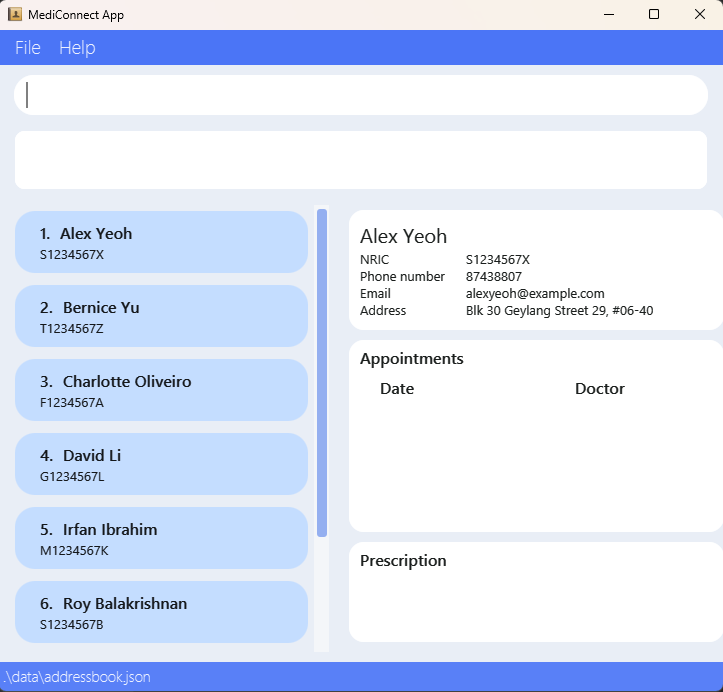 MediConnect App
File Help
1. Alex Yeoh
S1234567X
2. Bernice Yu
T1234567Z
3. Charlotte Oliveiro
F1234567A
4. David Li
G1234567L
5. Irfan Ibrahim
M1234567K
6. Roy Balakrishnan
S1234567B
Alex Yeoh
NRIC S1234567X
Phone number 87438807
Email alexyeoh@example.com
Address Blk 30 Geylang Street 29, #06-40
Appointments
Date Doctor
Prescription
.\data\addressbook.json